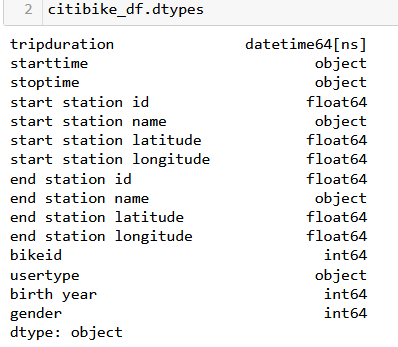 2 citibike_df.dtypes
tripduration datetime64[ns]
starttime object
stoptime object
start station id float64
start station name object
start station latitude float64
start station longitude float64
end station id float64
end station name object
end station latitude float64
end station longitude float64
bikeid int64
usertype object
birth year int64
gender int64
dtype: object